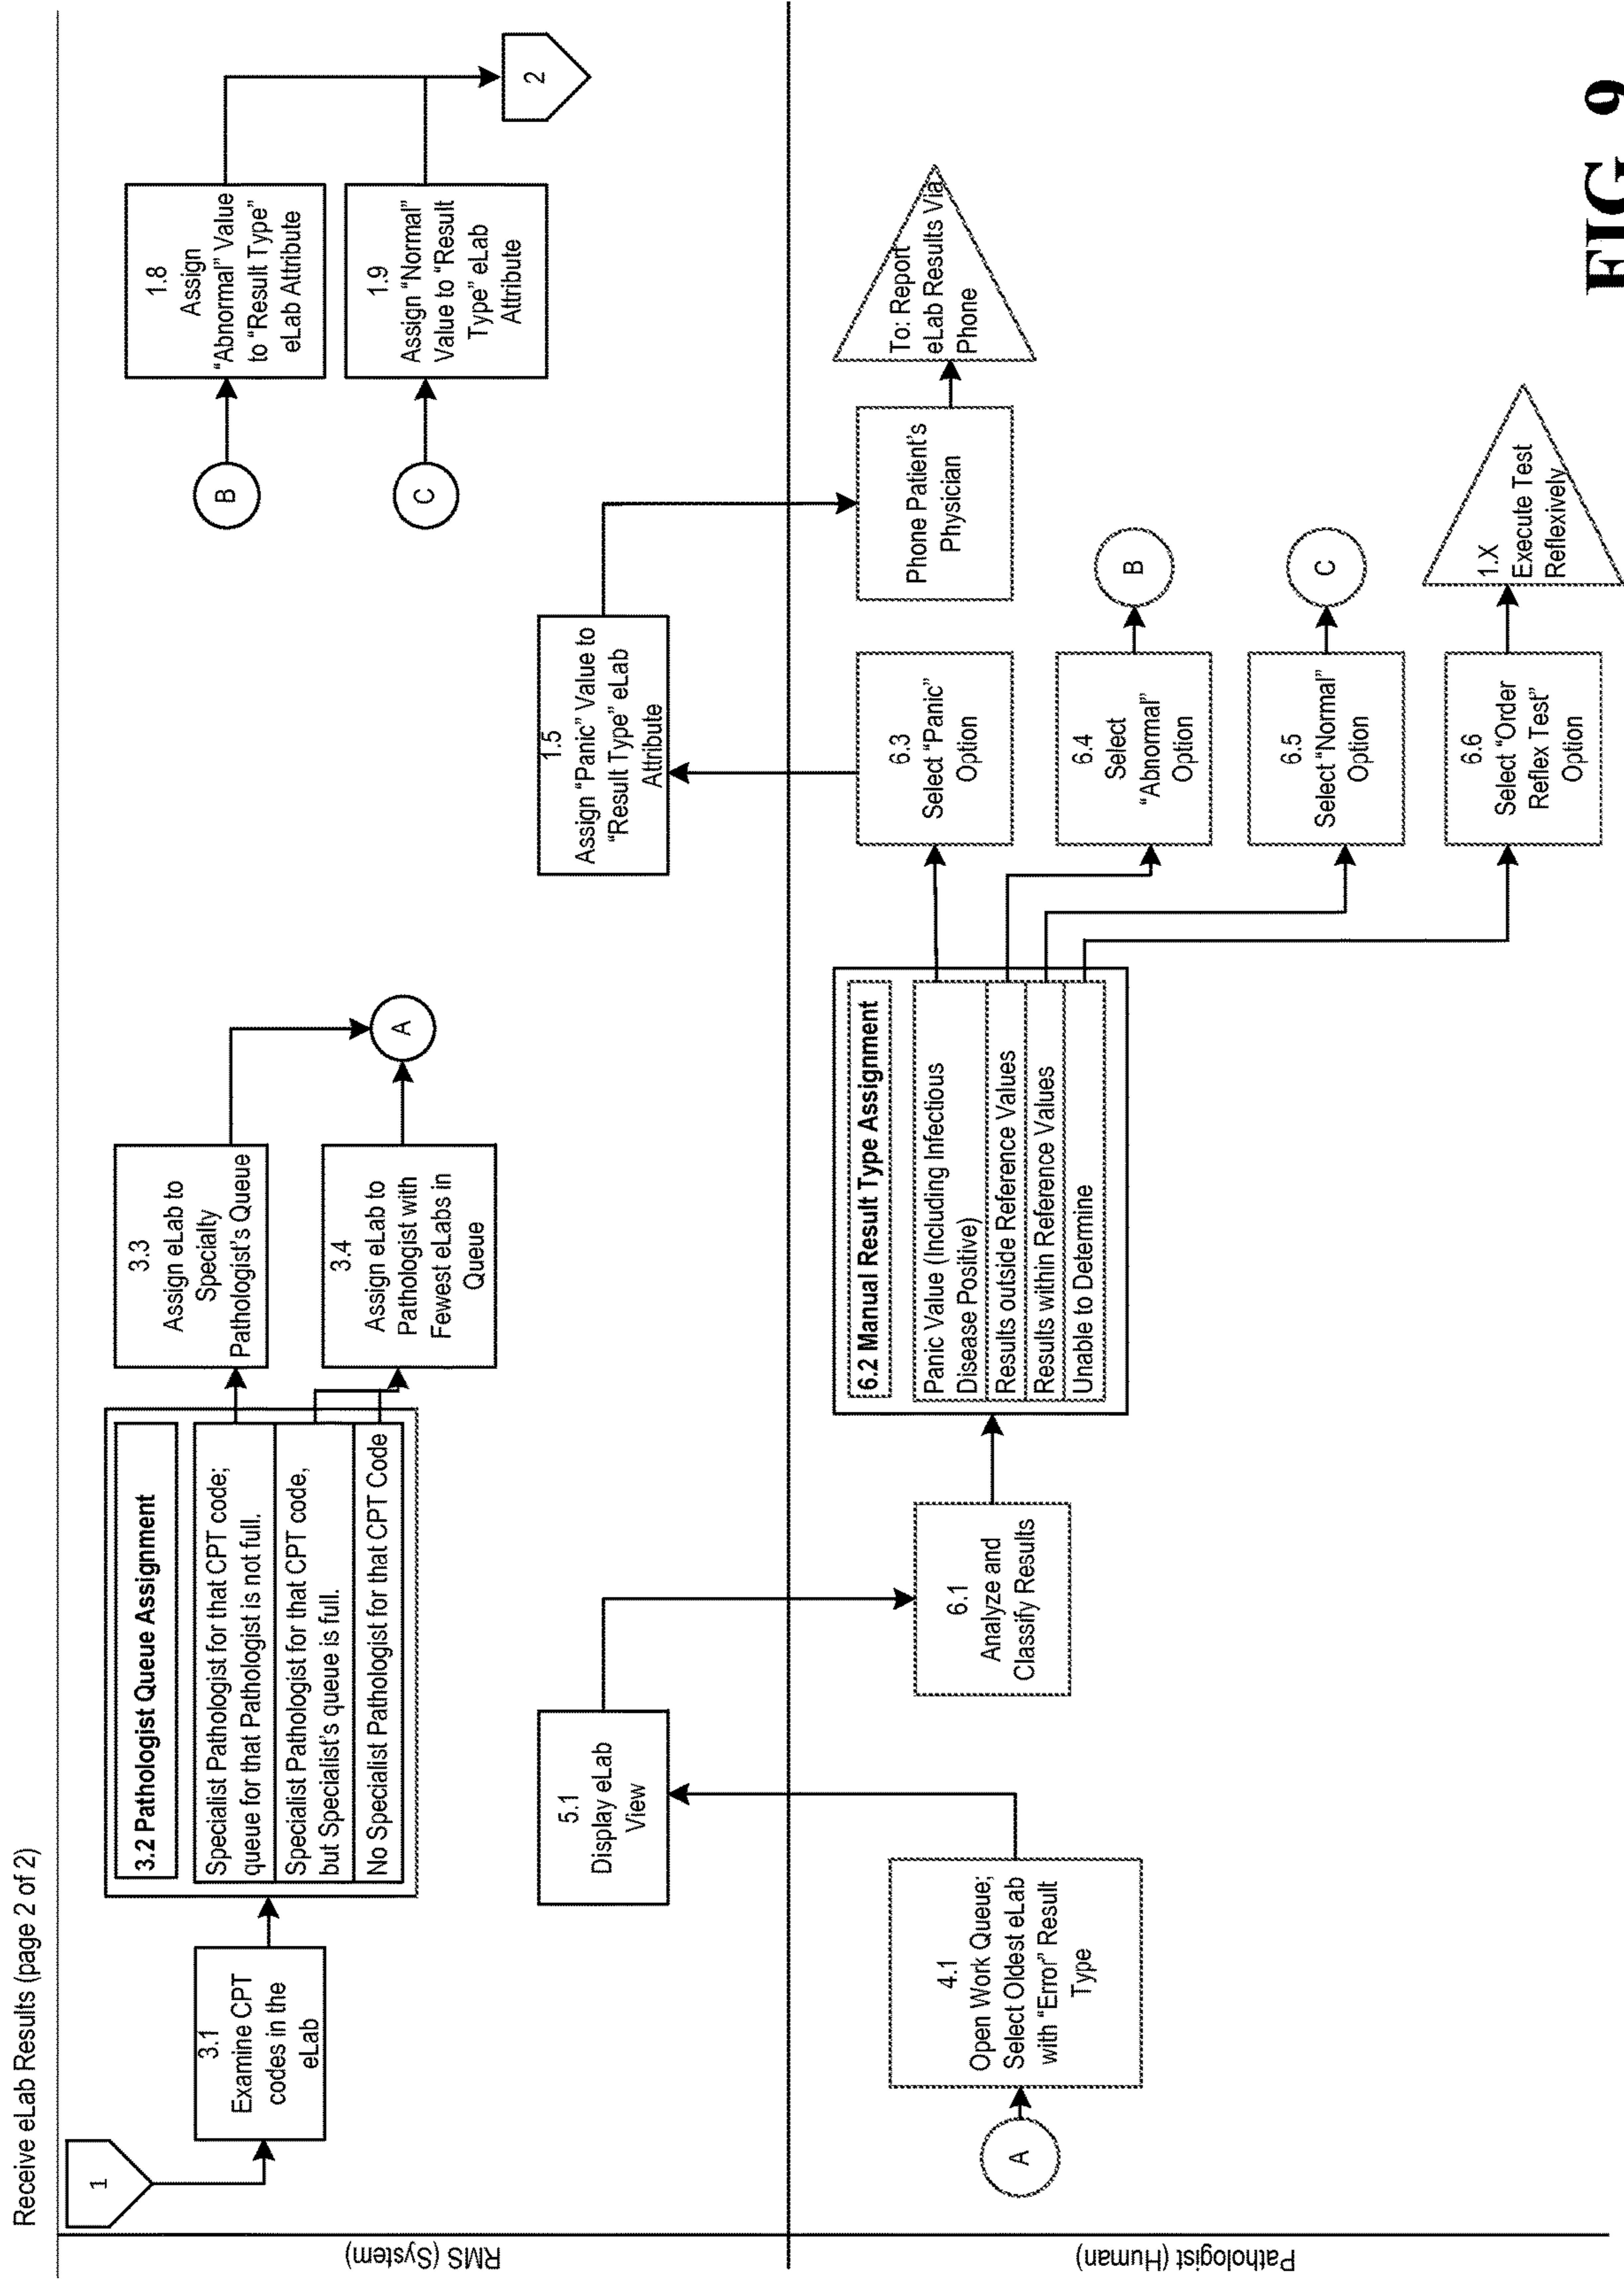 Receive eLab Results (page 2 of 2)
RMS (System)
1
3.1
Examine CPT
codes in the
eLab
3.2 Pathologist Queue Assignment
Specialist Pathologist for that CPT code;
queue for that Pathologist is not full.
Specialist Pathologist for that CPT code,
but Specialist's queue is full.
No Specialist Pathologist for that CPT Code
3.3
Assign eLab to
Specialty
Pathologist's Queue
3.4
Assign eLab to
Pathologist with
Fewest eLabs in
Queue
A
B
1.8
Assign
“Abnormal” Value
to “Result Type”
eLab Attribute
C
1.9
Assign “Normal”
Value to “Result
Type” eLab
Attribute
2
5.1
Display eLab
View
1.5
Assign “Panic” Value to
“Result Type” eLab
Attribute
Pathologist (Human)
A
4.1
Open Work Queue;
Select Oldest eLab
with “Error” Result
Type
6.1
Analyze and
Classify Results
6.2 Manual Result Type Assignment
Panic Value (Including Infectious
Disease Positive)
Results outside Reference Values
Results within Reference Values
Unable to Determine
6.3
Select “Panic”
Option
Phone Patient's
Physician
To: Report
eLab Results Via
Phone
6.4
Select
“Abnormal”
Option
B
6.5
Select “Normal”
Option
C
6.6
Select “Order
Reflex Test”
Option
1.X
Execute Test
Reflexively
FIG 9